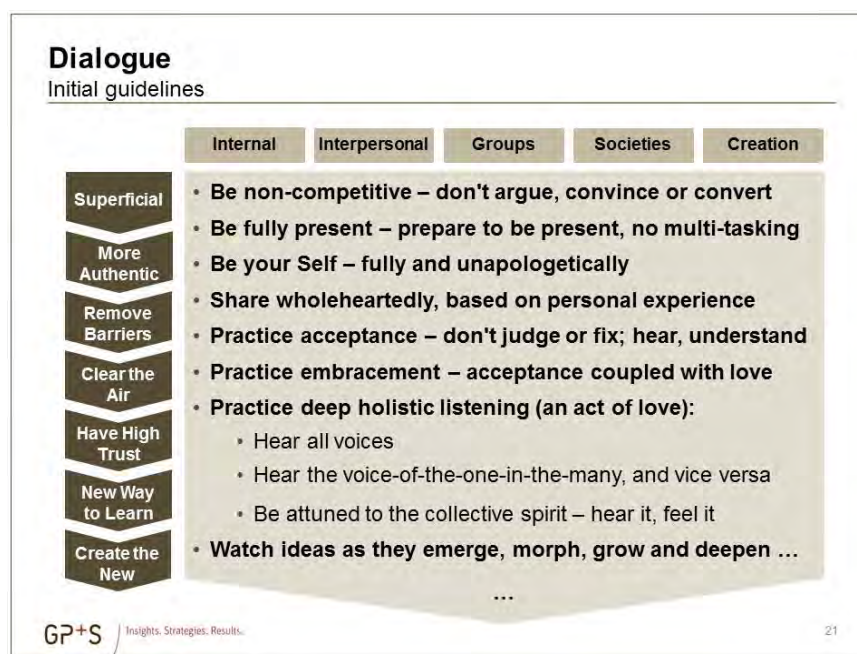 Dialogue
Initial guidelines
Internal
Interpersonal
Groups
Societies
Creation
Superficial
More
Authentic
Remove
Barriers
Clear the
Air
Have High
Trust
New Way
to Learn
Create the
New
• Be non-competitive – don't argue, convince or convert
• Be fully present – prepare to be present, no multi-tasking
• Be your Self – fully and unapologetically
• Share wholeheartedly, based on personal experience
• Practice acceptance – don't judge or fix; hear, understand
• Practice embracement – acceptance coupled with love
• Practice deep holistic listening (an act of love):
• Hear all voices
• Hear the voice-of-the-one-in-the-many, and vice versa
• Be attuned to the collective spirit – hear it, feel it
• Watch ideas as they emerge, morph, grow and deepen ...
...
GP+S
Insights. Strategies. Results.
21